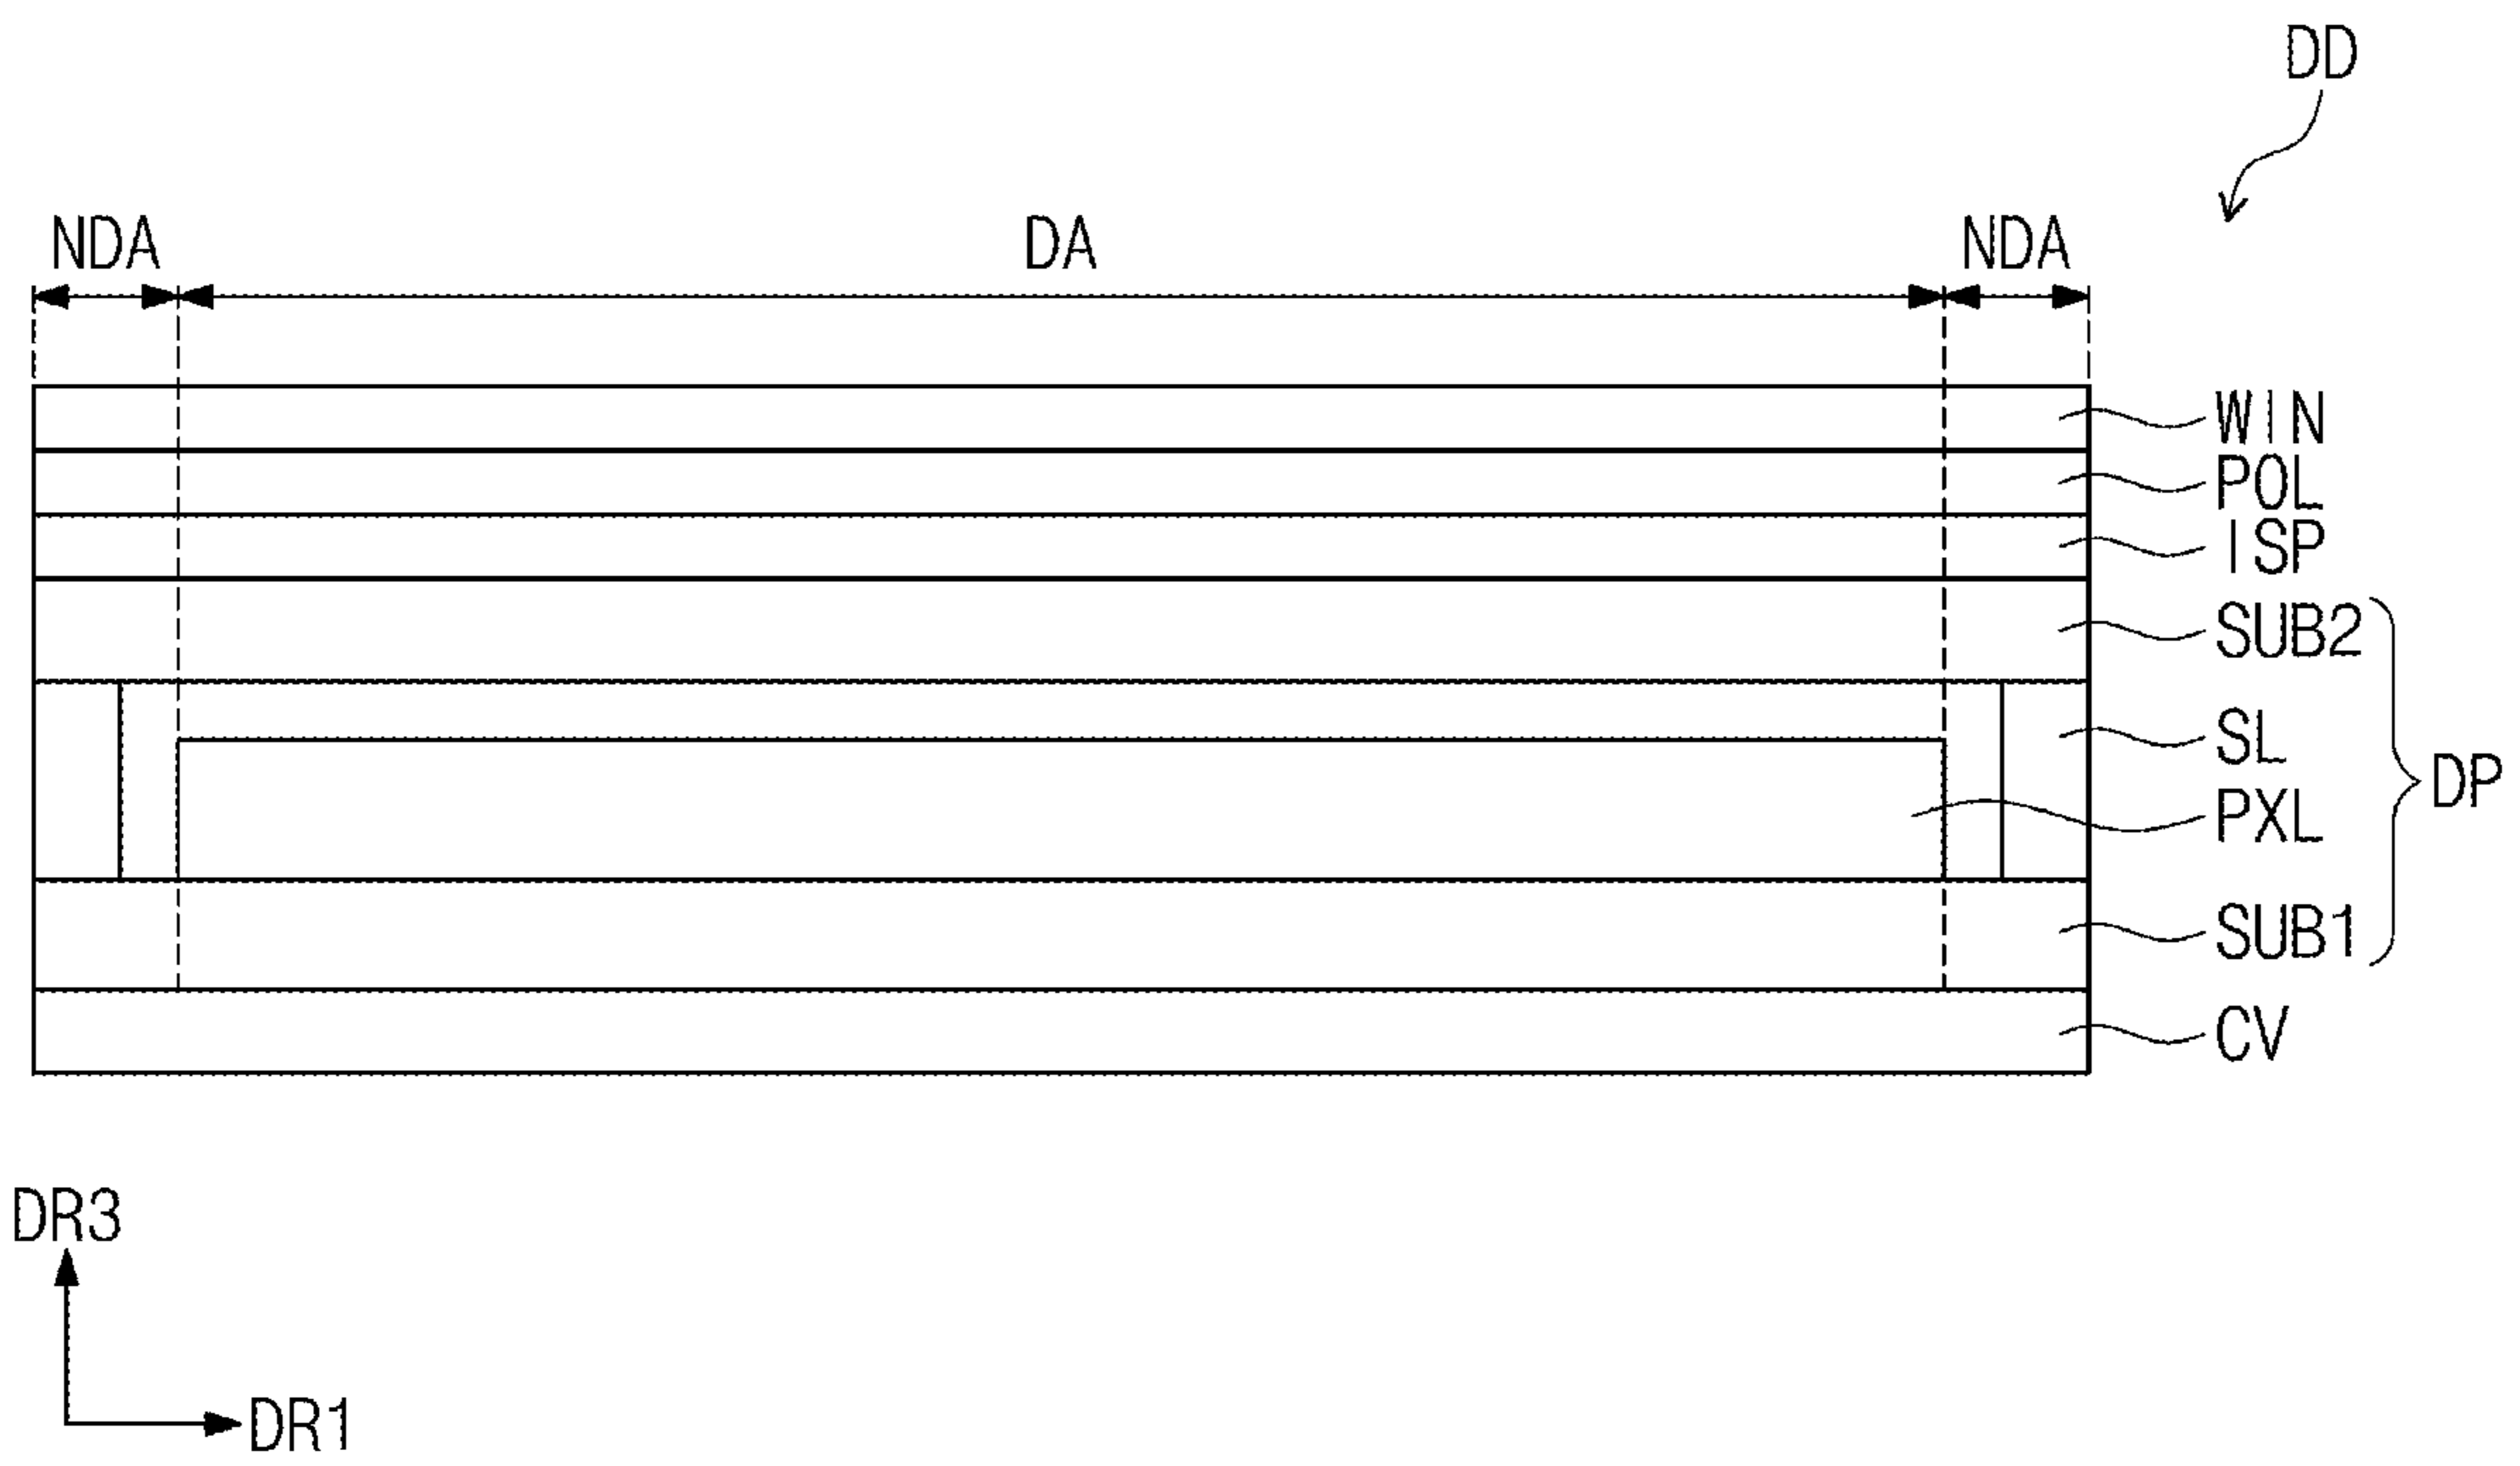 DD
NDA DA NDA
WIN
POL
ISP
SUB2
SL
DP
PXL
SUB1
CV
DR3
DR1